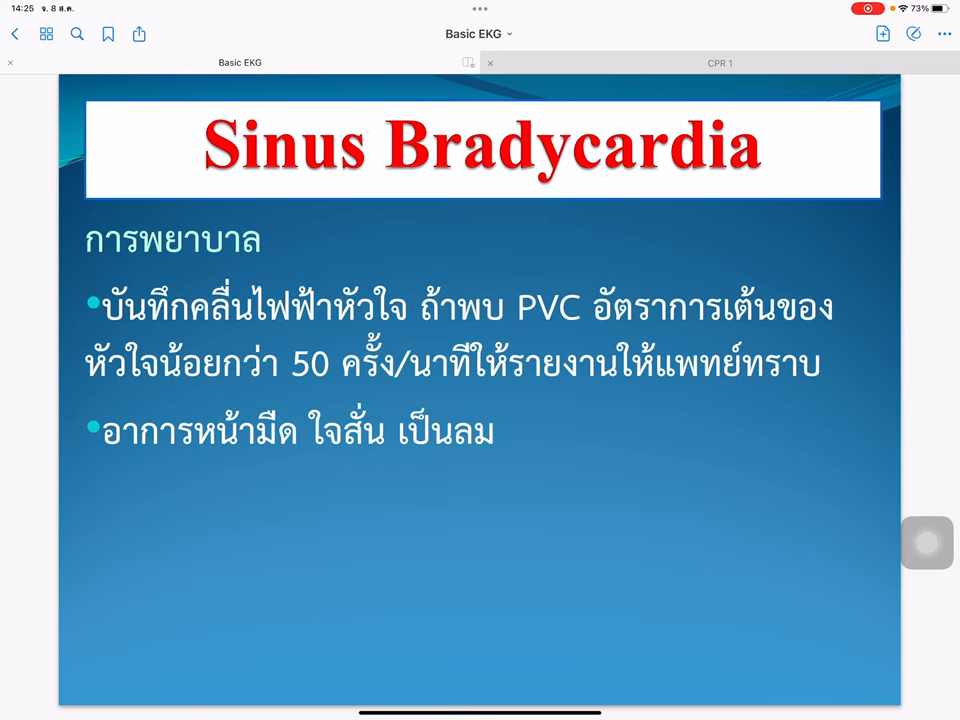 14:25 จ. 8 ส.ค.
73%
Basic EKG
Basic EKG
CPR 1
Sinus Bradycardia
การพยาบาล
•บันทึกคลื่นไฟฟ้าหัวใจ ถ้าพบ PVC อัตราการเต้นของ
หัวใจน้อยกว่า 50 ครั้ง/นาทีให้รายงานให้แพทย์ทราบ
•อาการหน้ามืด ใจสั่น เป็นลม